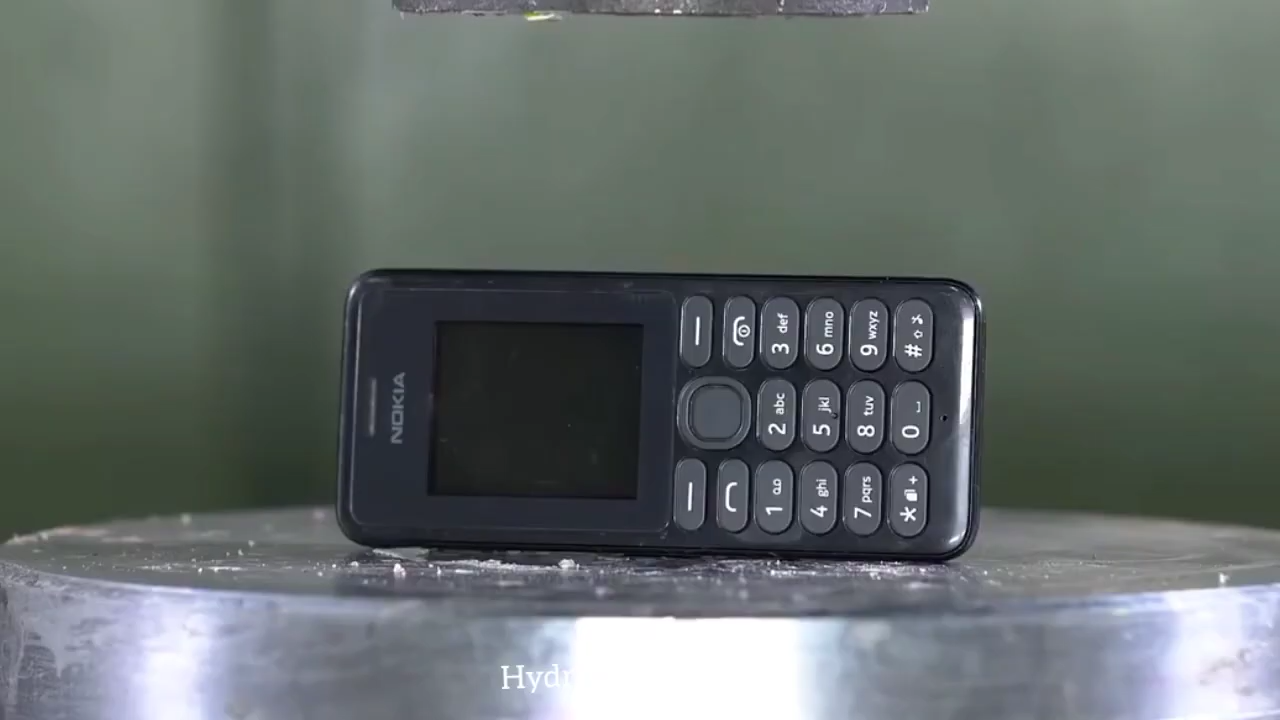 NOKIA
3 def
6 mno
9 wxyz
#
2 abc
5 jkl
8 tuv
0
1
4 ghi
7 pqrs
* +
Hydr